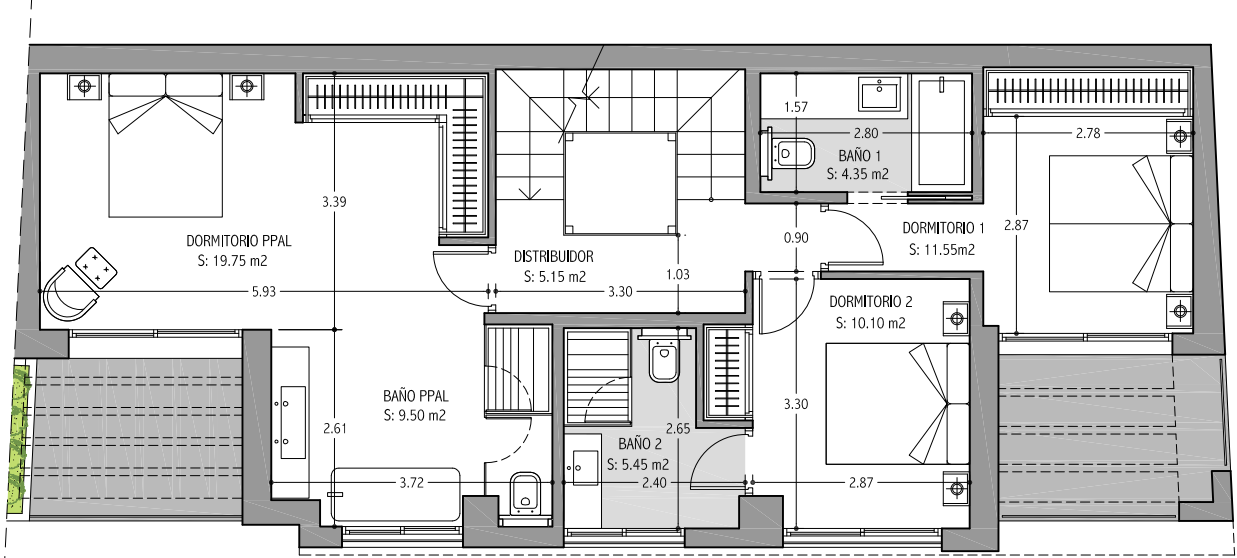 1.57
2.80
BAÑO 1
S: 4.35 m2
2.78
3.39
DORMITORIO PPAL
S: 19.75 m2
DISTRIBUIDOR
S: 5.15 m2
1.03
0.90
DORMITORIO 1
S: 11.55m2
2.87
5.93
3.30
DORMITORIO 2
S: 10.10 m2
BAÑO PPAL
S: 9.50 m2
2.61
3.72
BAÑO 2
S: 5.45 m2
2.65
2.40
3.30
2.87